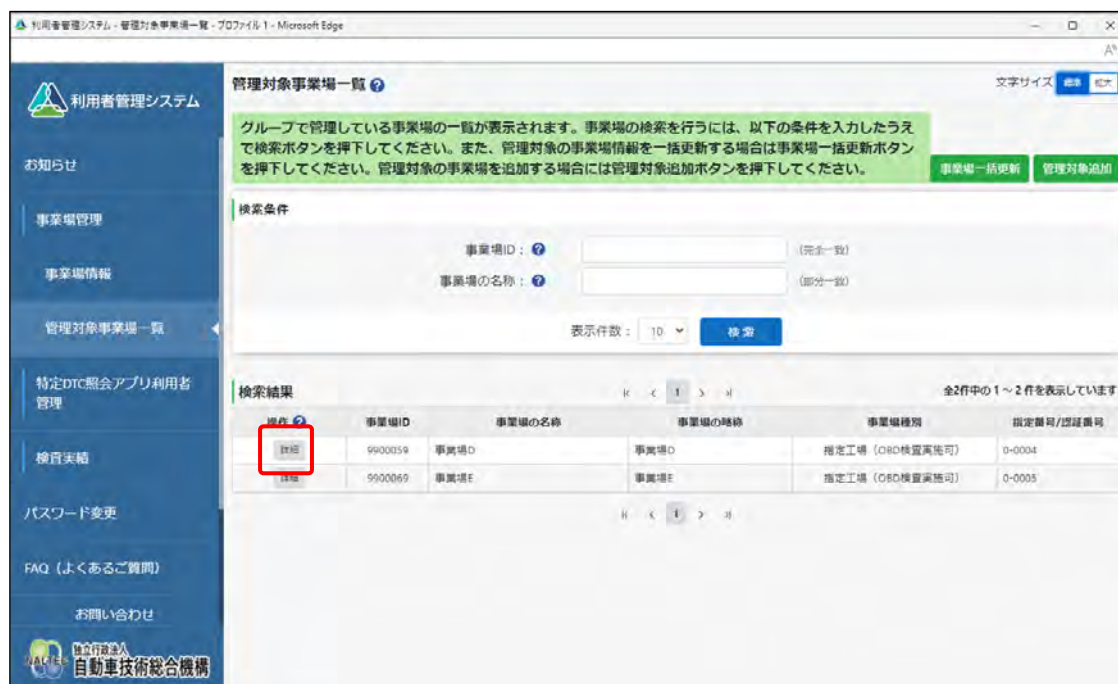 利用者管理システム - 管理対象事業場一覧 - プロファイル 1 - Microsoft Edge
利用者管理システム
管理対象事業場一覧
文字サイズ 標準 拡大
グループで管理している事業場の一覧が表示されます。事業場の検索を行うには、以下の条件を入力したうえ
で検索ボタンを押下してください。また、管理対象の事業場情報を一括更新する場合は事業場一括更新ボタン
を押下してください。管理対象の事業場を追加する場合には管理対象追加ボタンを押下してください。
事業場一括更新 管理対象追加
お知らせ
事業場管理
事業場情報
管理対象事業場一覧
特定DTC照会アプリ利用者
管理
検査実績
パスワード変更
FAQ（よくあるご質問）
お問い合わせ
NALTEC 独立行政法人
自動車技術総合機構
検索条件
事業場ID： (完全一致)
事業場の名称： (部分一致)
表示件数： 10 検索
検索結果 1 全2件中の 1 ～ 2 件を表示しています
操作 事業場ID 事業場の名称 事業場の略称 事業場種別 指定番号/認証番号
詳細 9900059 事業場D 事業場D 指定工場（OBD検査実施可） 0-0004
詳細 9900069 事業場E 事業場E 指定工場（OBD検査実施可） 0-0005
1